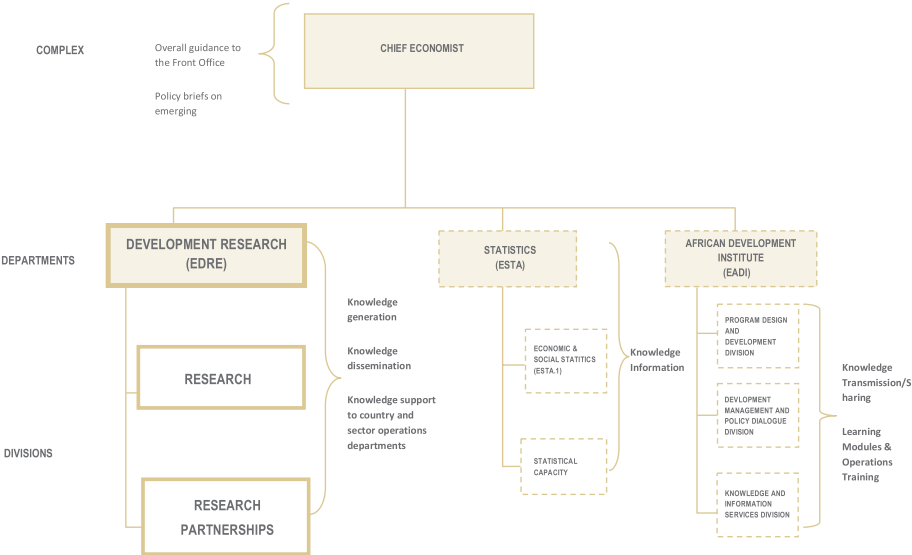 COMPLEX
Overall guidance to
the Front Office
Policy briefs on
emerging
CHIEF ECONOMIST
DEPARTMENTS
DEVELOPMENT RESEARCH
(EDRE)
STATISTICS
(ESTA)
AFRICAN DEVELOPMENT
INSTITUTE
(EADI)
DIVISIONS
RESEARCH
RESEARCH
PARTNERSHIPS
Knowledge
generation
Knowledge
dissemination
Knowledge support
to country and
sector operations
departments
ECONOMIC &
SOCIAL STATITICS
(ESTA.1)
STATISTICAL
CAPACITY
Knowledge
Information
PROGRAM DESIGN
AND
DEVELOPMENT
DIVISION
DEVLOPMENT
MANAGEMENT AND
POLICY DIALOGUE
DIVISION
KNOWLEDGE AND
INFORMATION
SERVICES DIVISION
Knowledge
Transmission/S
haring
Learning
Modules &
Operations
Training